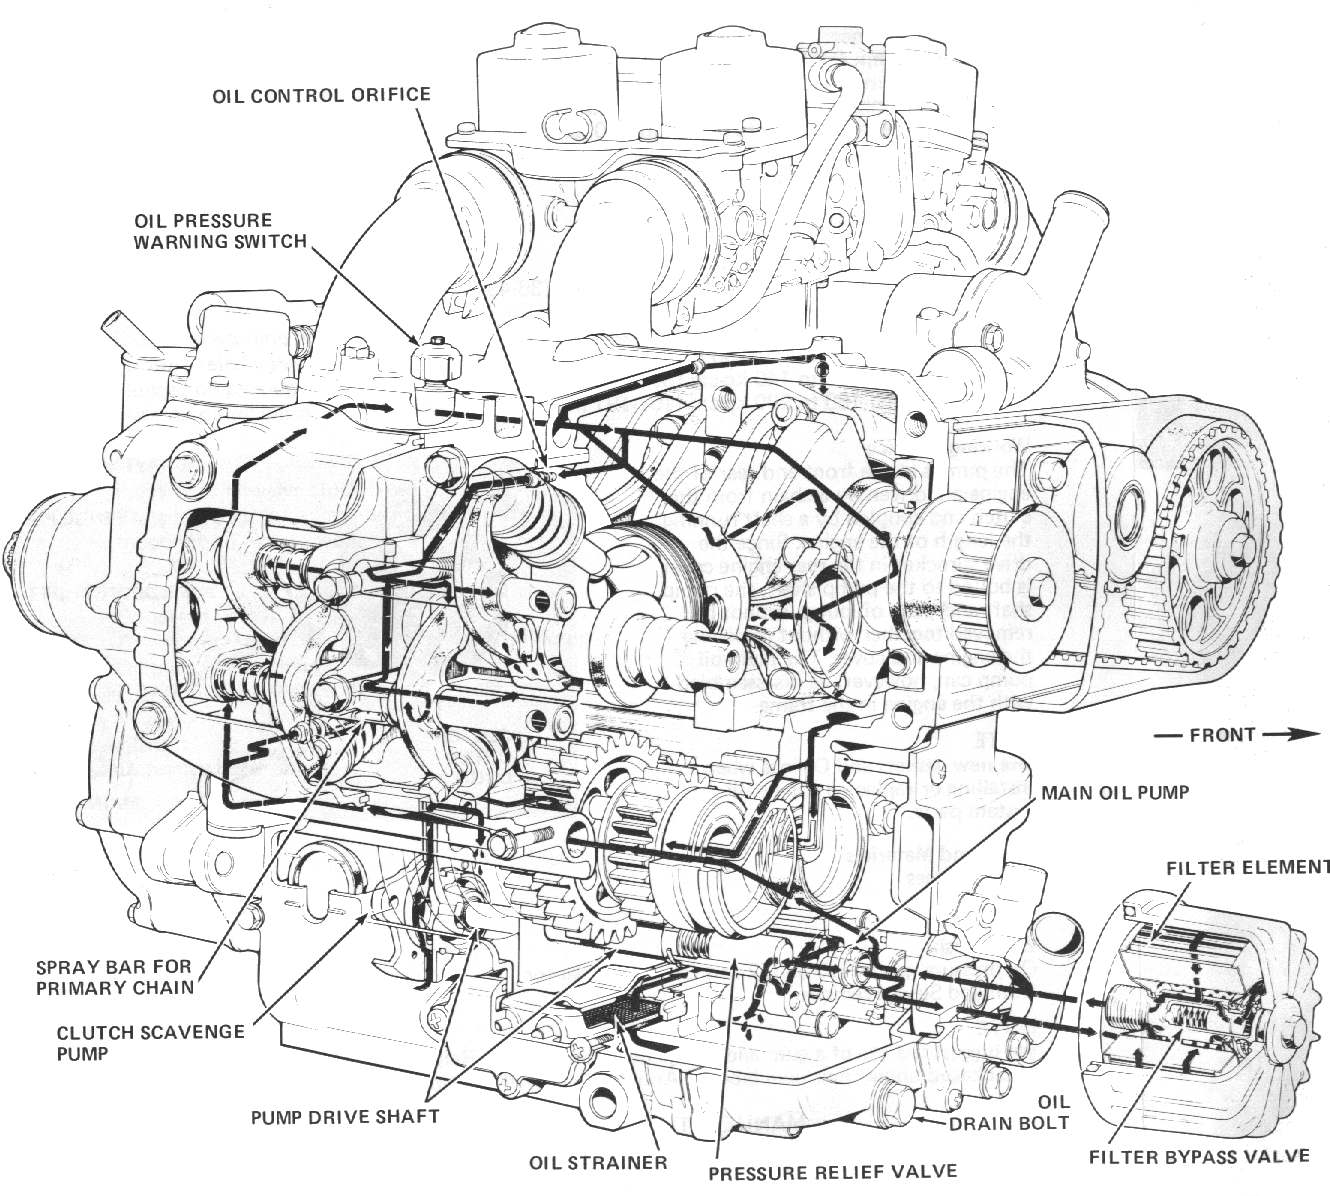 OIL CONTROL ORIFICE
OIL PRESSURE
WARNING SWITCH
FRONT
MAIN OIL PUMP
FILTER ELEMENT
SPRAY BAR FOR
PRIMARY CHAIN
CLUTCH SCAVENGE
PUMP
PUMP DRIVE SHAFT
OIL
DRAIN BOLT
OIL STRAINER
PRESSURE RELIEF VALVE
FILTER BYPASS VALVE